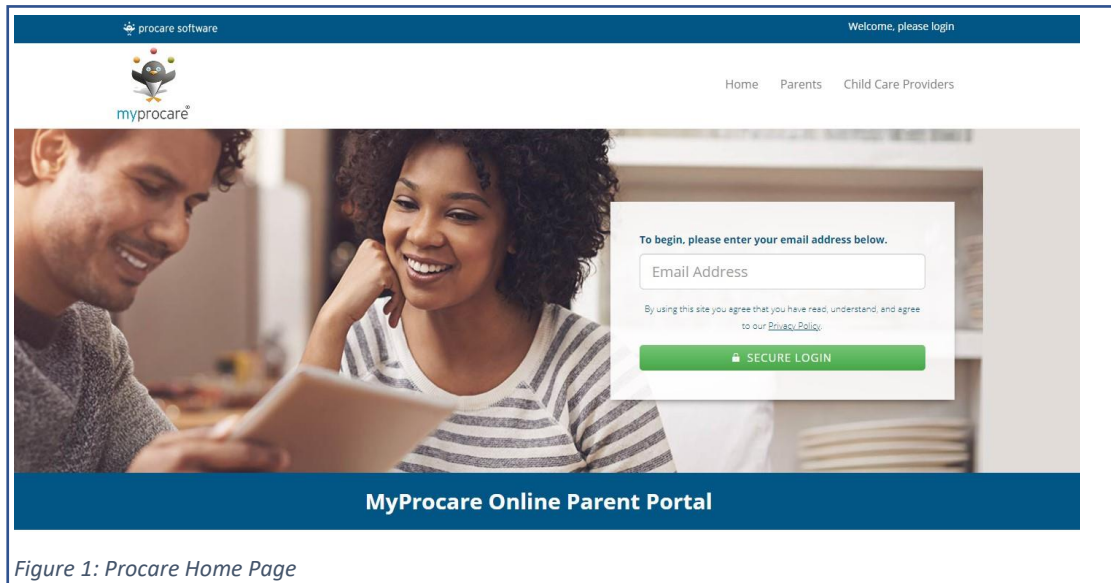 procare software
Welcome, please login
myprocare®
Home Parents Child Care Providers
To begin, please enter your email address below.
Email Address
By using this site you agree that you have read, understand, and agree
to our Privacy Policy.
SECURE LOGIN
MyProcare Online Parent Portal
Figure 1: Procare Home Page